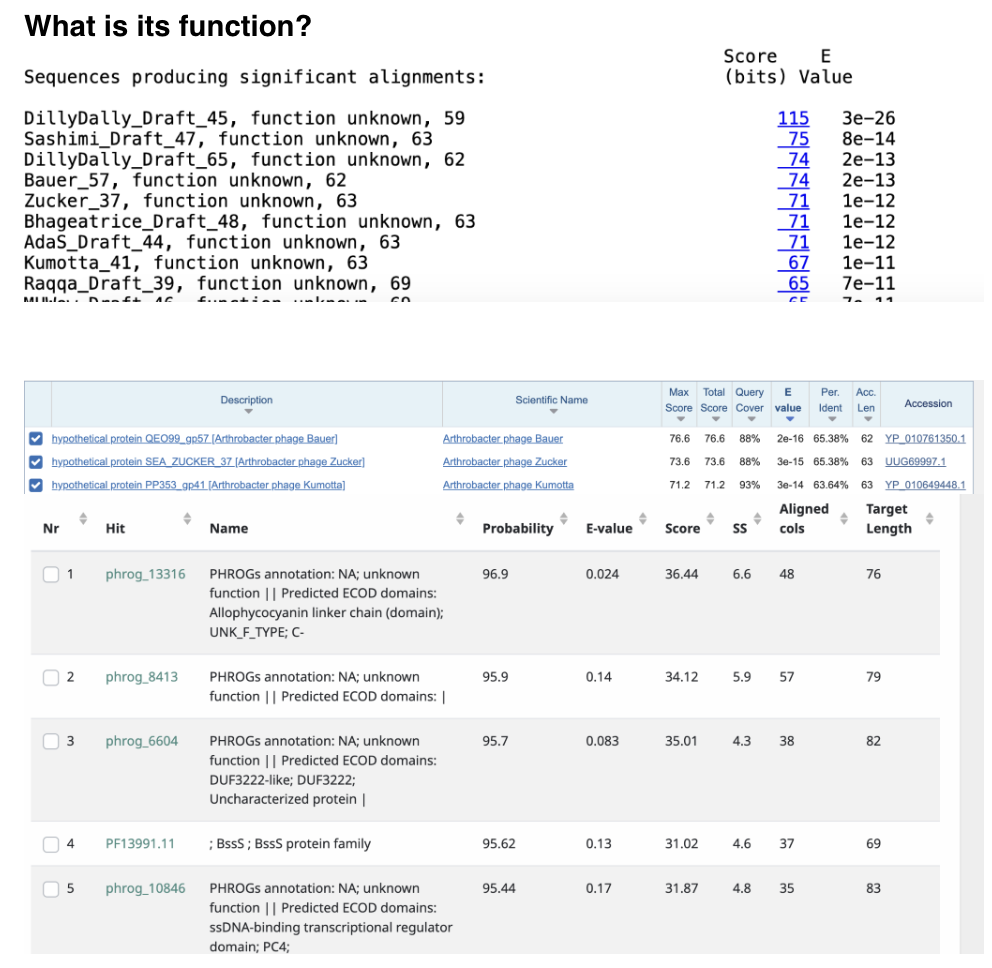 What is its function?
Score E
Sequences producing significant alignments: (bits) Value
DillyDally_Draft_45, function unknown, 59 115 3e-26
Sashimi_Draft_47, function unknown, 63 75 8e-14
DillyDally_Draft_65, function unknown, 62 74 2e-13
Bauer_57, function unknown, 62 74 2e-13
Zucker_37, function unknown, 63 71 1e-12
Bhageatrice_Draft_48, function unknown, 63 71 1e-12
AdaS_Draft_44, function unknown, 63 71 1e-12
Kumotta_41, function unknown, 63 67 1e-11
Raqqa_Draft_39, function unknown, 69 65 7e-11
Description Scientific Name Max Score Total Score Query Cover E value Per. Ident Acc. Len Accession
hypothetical protein QEO99_gp57 [Arthrobacter phage Bauer] Arthrobacter phage Bauer 76.6 76.6 88% 2e-16 65.38% 62 YP_010761350.1
hypothetical protein SEA_ZUCKER_37 [Arthrobacter phage Zucker] Arthrobacter phage Zucker 73.6 73.6 88% 3e-15 65.38% 63 UUG69997.1
hypothetical protein PP353_gp41 [Arthrobacter phage Kumotta] Arthrobacter phage Kumotta 71.2 71.2 93% 3e-14 63.64% 63 YP_010649448.1
Nr Hit Name Probability E-value Score SS Aligned cols Target Length
1 phrog_13316 PHROGs annotation: NA; unknown 96.9 0.024 36.44 6.6 48 76
function || Predicted ECOD domains:
Allophycocyanin linker chain (domain);
UNK_F_TYPE; C-
2 phrog_8413 PHROGs annotation: NA; unknown 95.9 0.14 34.12 5.9 57 79
function || Predicted ECOD domains: |
3 phrog_6604 PHROGs annotation: NA; unknown 95.7 0.083 35.01 4.3 38 82
function || Predicted ECOD domains:
DUF3222-like; DUF3222;
Uncharacterized protein |
4 PF13991.11 ; BssS ; BssS protein family 95.62 0.13 31.02 4.6 37 69
5 phrog_10846 PHROGs annotation: NA; unknown 95.44 0.17 31.87 4.8 35 83
function || Predicted ECOD domains:
ssDNA-binding transcriptional regulator
domain; PC4;